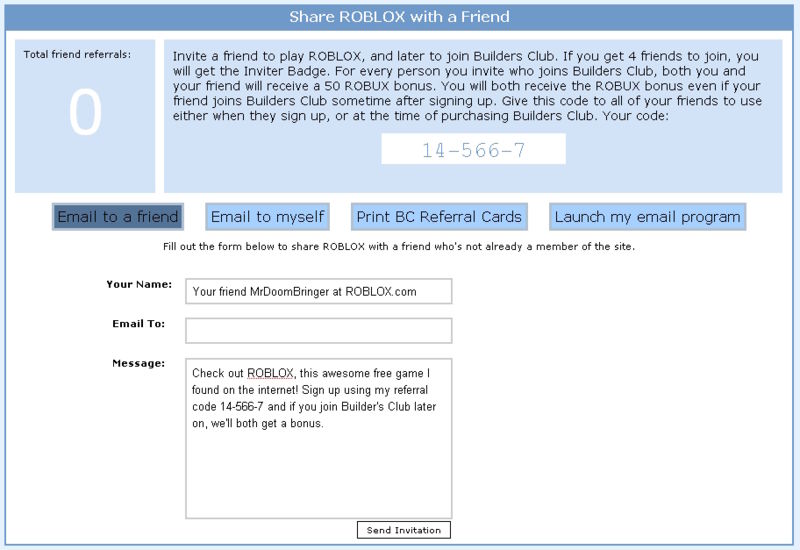 Share ROBLOX with a Friend
Total friend referrals:
0
Invite a friend to play ROBLOX, and later to join Builders Club. If you get 4 friends to join, you
will get the Inviter Badge. For every person you invite who joins Builders Club, both you and
your friend will receive a 50 ROBUX bonus. You will both receive the ROBUX bonus even if your
friend joins Builders Club sometime after signing up. Give this code to all of your friends to use
either when they sign up, or at the time of purchasing Builders Club. Your code:
14-566-7
Email to a friend
Email to myself
Print BC Referral Cards
Launch my email program
Fill out the form below to share ROBLOX with a friend who's not already a member of the site.
Your Name:
Your friend MrDoomBringer at ROBLOX.com
Email To:
Message:
Check out ROBLOX, this awesome free game I
found on the internet! Sign up using my referral
code 14-566-7 and if you join Builder's Club later
on, we'll both get a bonus.
Send Invitation